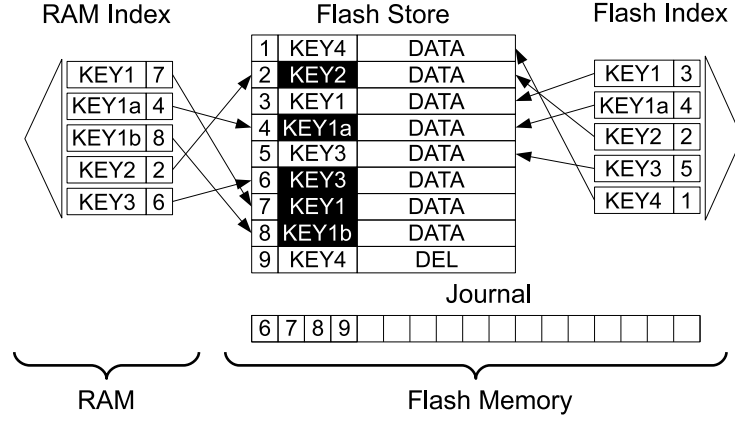 RAM Index
Flash Store
Flash Index
KEY1 7
KEY1a 4
KEY1b 8
KEY2 2
KEY3 6
1 KEY4 DATA
2 KEY2 DATA
3 KEY1 DATA
4 KEY1a DATA
5 KEY3 DATA
6 KEY3 DATA
7 KEY1 DATA
8 KEY1b DATA
9 KEY4 DEL
KEY1 3
KEY1a 4
KEY2 2
KEY3 5
KEY4 1
Journal
6 7 8 9
RAM
Flash Memory